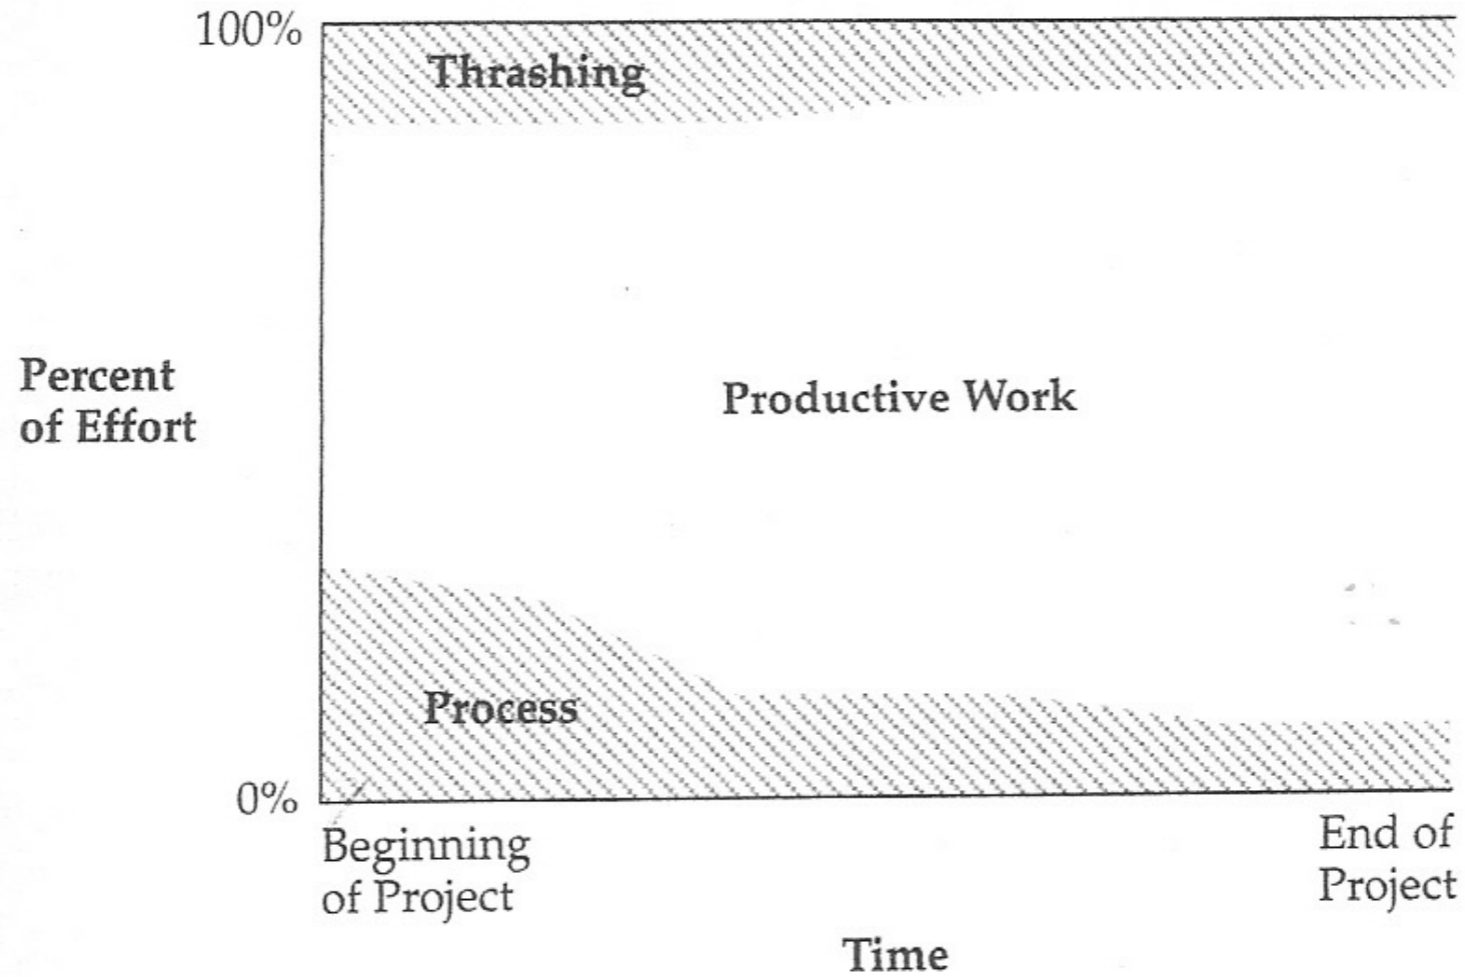 100%
Thrashing
Percent
of Effort
Productive Work
Process
0%
Beginning
of Project
End of
Project
Time